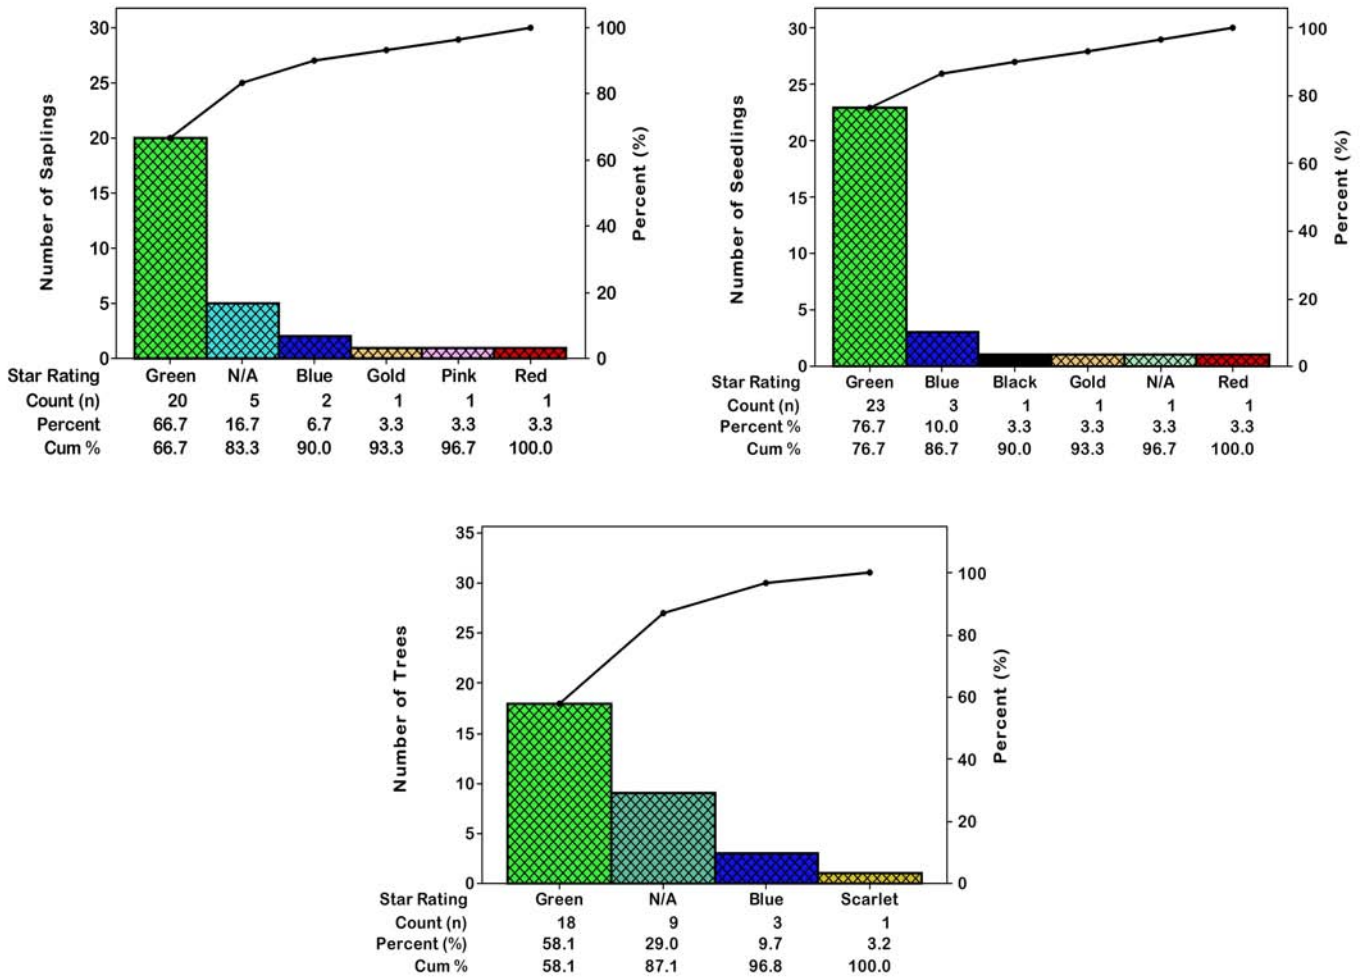 Number of Saplings
30
25
20
15
10
5
0
100
80
60
40
20
0
Percent (%)
Star Rating Green N/A Blue Gold Pink Red
Count (n) 20 5 2 1 1 1
Percent 66.7 16.7 6.7 3.3 3.3 3.3
Cum % 66.7 83.3 90.0 93.3 96.7 100.0
Number of Seedlings
30
25
20
15
10
5
0
100
80
60
40
20
0
Percent (%)
Star Rating Green Blue Black Gold N/A Red
Count (n) 23 3 1 1 1 1
Percent % 76.7 10.0 3.3 3.3 3.3 3.3
Cum % 76.7 86.7 90.0 93.3 96.7 100.0
Number of Trees
35
30
25
20
15
10
5
0
100
80
60
40
20
0
Percent (%)
Star Rating Green N/A Blue Scarlet
Count (n) 18 9 3 1
Percent (%) 58.1 29.0 9.7 3.2
Cum % 58.1 87.1 96.8 100.0